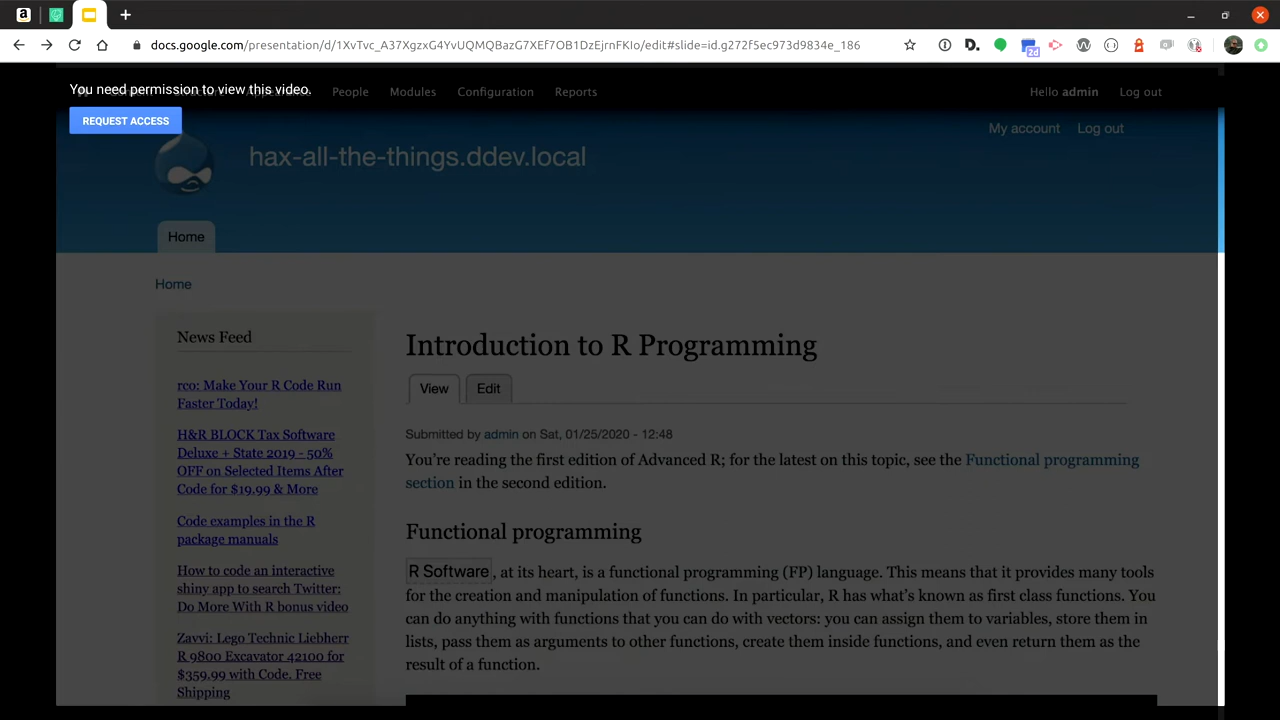 docs.google.com/presentation/d/1XvTvc_A37XgzxG4YvUQMQBazG7XEf7OB1DzEjrnFKIo/edit#slide=id.g272f5ec973d9834e_186
2d
You need permission to view this video.
People Modules Configuration Reports Hello admin Log out
REQUEST ACCESS
My account Log out
hax-all-the-things.ddev.local
Home
Home
News Feed
rco: Make Your R Code Run
Faster Today!
H&R BLOCK Tax Software
Deluxe + State 2019 - 50%
OFF on Selected Items After
Code for $19.99 & More
Code examples in the R
package manuals
How to code an interactive
shiny app to search Twitter:
Do More With R bonus video
Zavvi: Lego Technic Liebherr
R 9800 Excavator 42100 for
$359.99 with Code. Free
Shipping
Introduction to R Programming
View Edit
Submitted by admin on Sat, 01/25/2020 - 12:48
You're reading the first edition of Advanced R; for the latest on this topic, see the Functional programming
section in the second edition.
Functional programming
R Software, at its heart, is a functional programming (FP) language. This means that it provides many tools
for the creation and manipulation of functions. In particular, R has what's known as first class functions. You
can do anything with functions that you can do with vectors: you can assign them to variables, store them in
lists, pass them as arguments to other functions, create them inside functions, and even return them as the
result of a function.